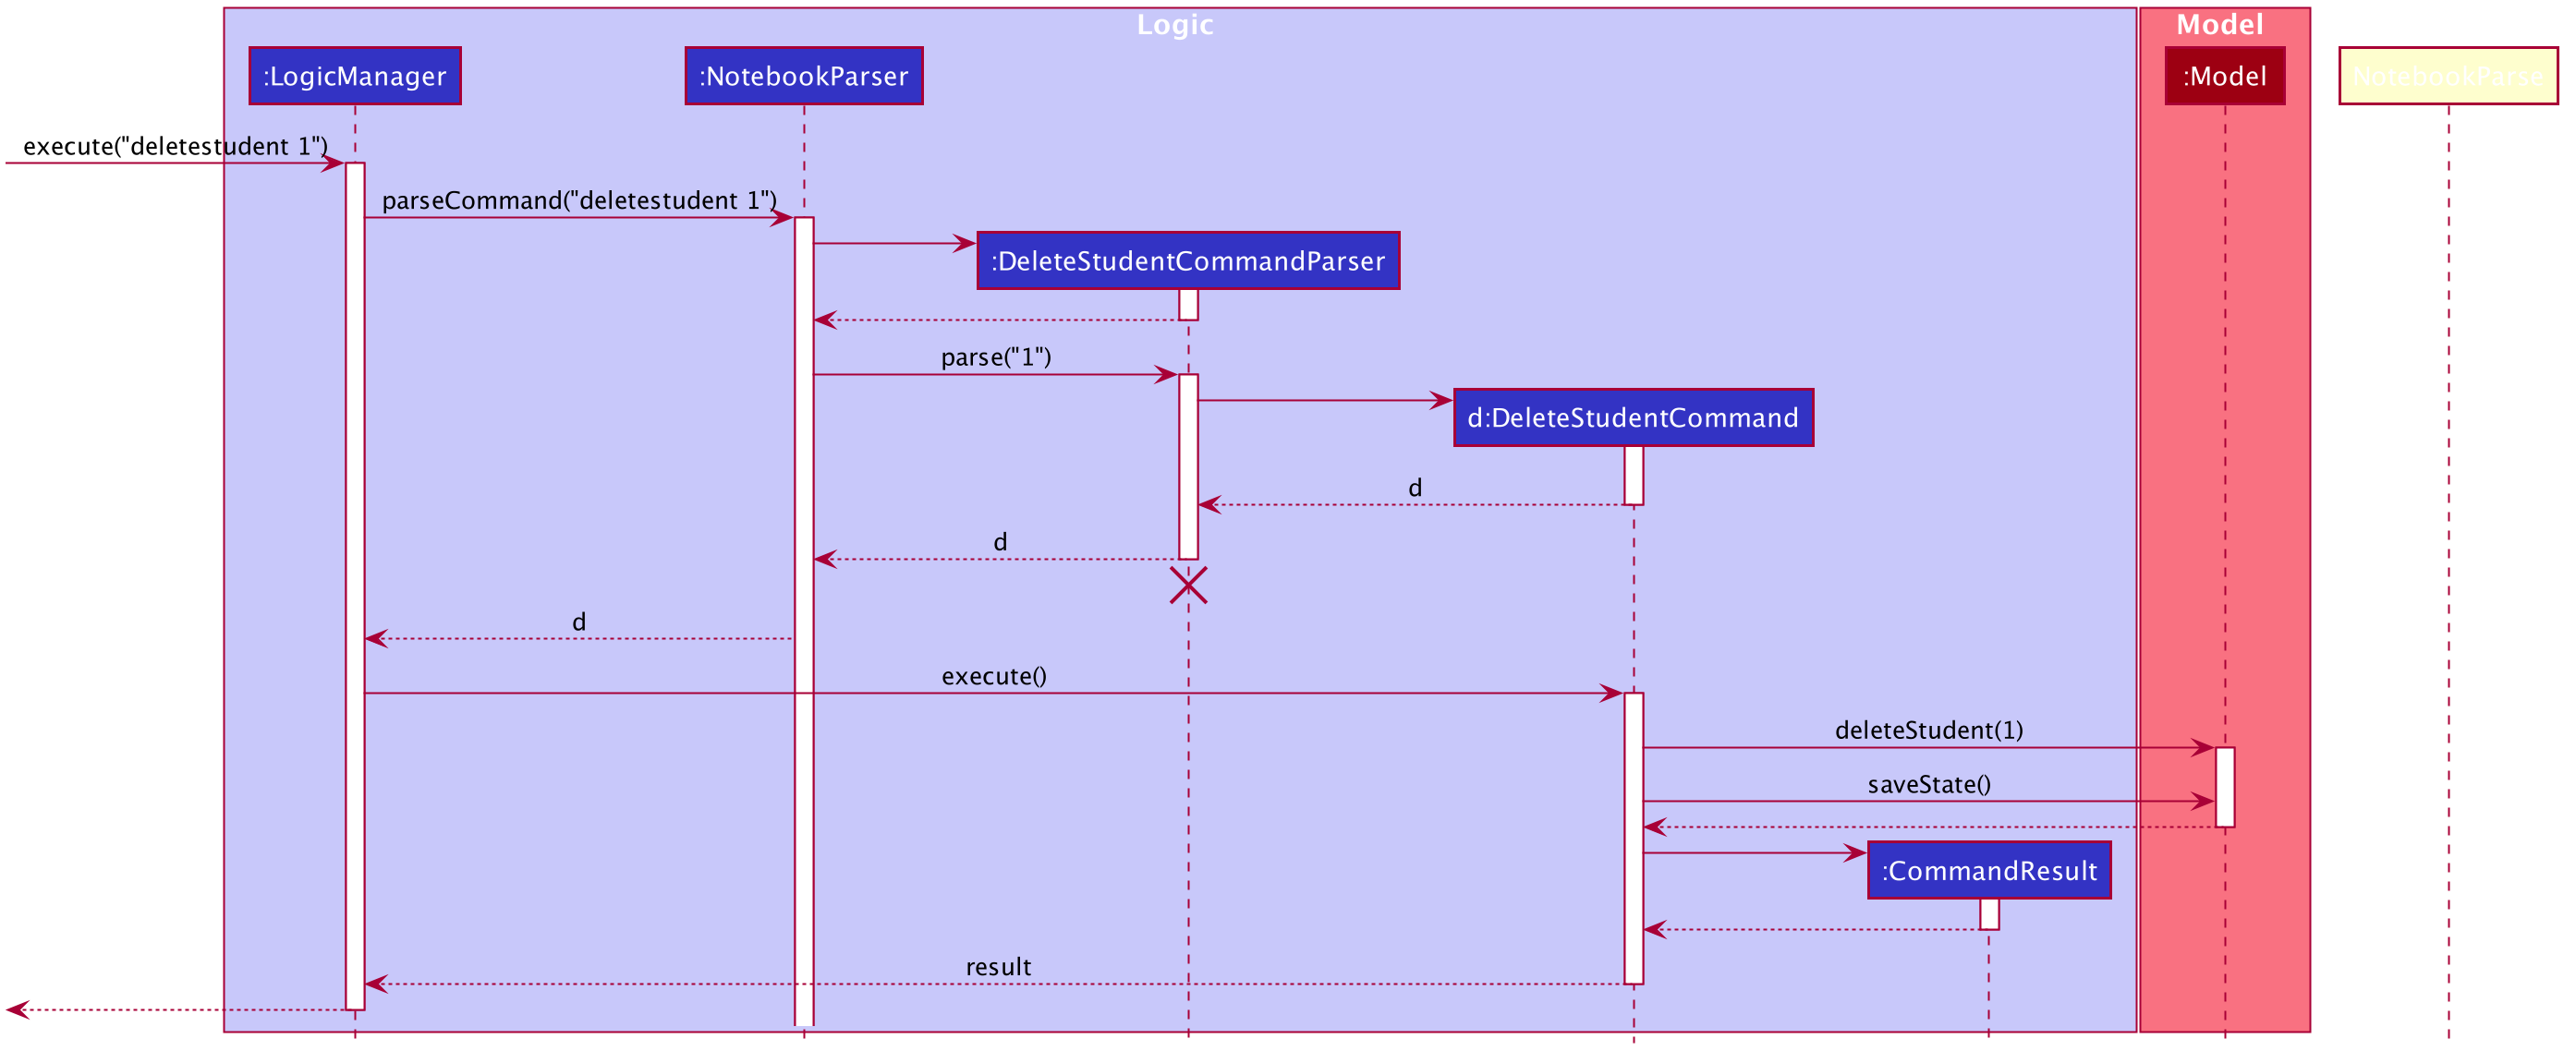 Logic
Model
:LogicManager
:NotebookParser
:Model
NotebookParse
execute("deletestudent 1")
parseCommand("deletestudent 1")
:DeleteStudentCommandParser
parse("1")
d:DeleteStudentCommand
d
d
d
execute()
deleteStudent(1)
saveState()
:CommandResult
result